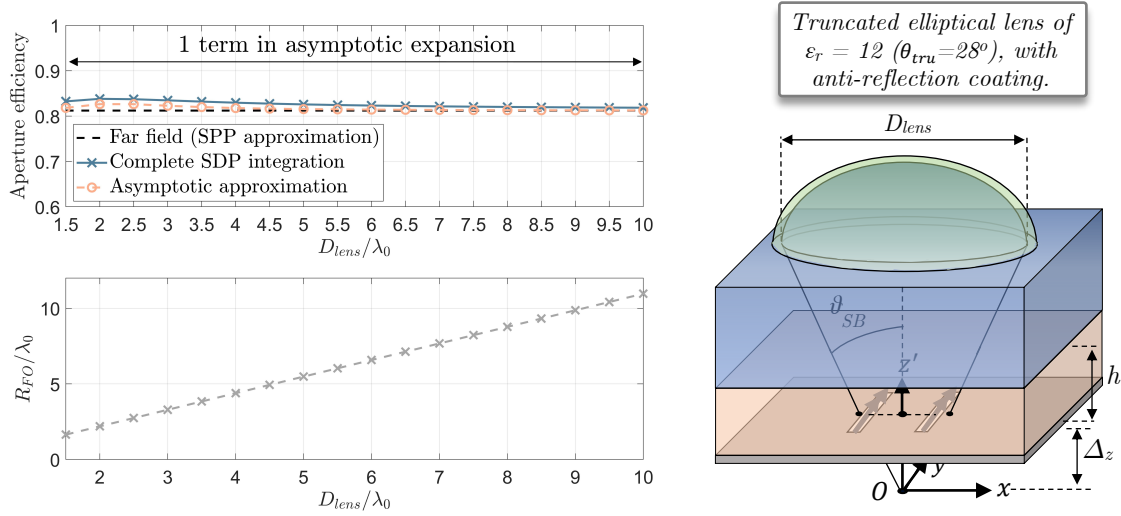 1
0.9
0.8
0.7
0.6
Aperture efficiency
1 term in asymptotic expansion
Far field (SPP approximation)
Complete SDP integration
Asymptotic approximation
1.5 2 2.5 3 3.5 4 4.5 5 5.5 6 6.5 7 7.5 8 8.5 9 9.5 10
D_lens/λ_0
10
5
0
R_FO/λ_0
2 3 4 5 6 7 8 9 10
D_lens/λ_0
Truncated elliptical lens of
ε_r = 12 (θ_tru=28°), with
anti-reflection coating.
D_lens
ϑ_SB
z′
h
Δ_z
y
O
x